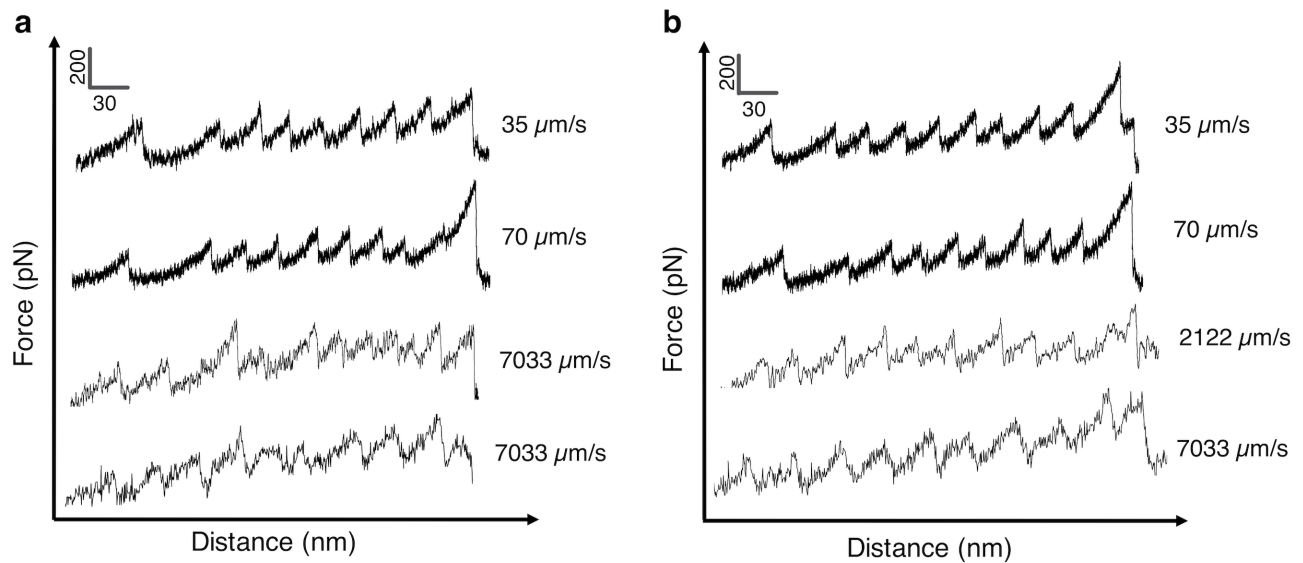 a
200
30
35 µm/s
70 µm/s
7033 µm/s
7033 µm/s
Force (pN)
Distance (nm)
b
200
30
35 µm/s
70 µm/s
2122 µm/s
7033 µm/s
Force (pN)
Distance (nm)